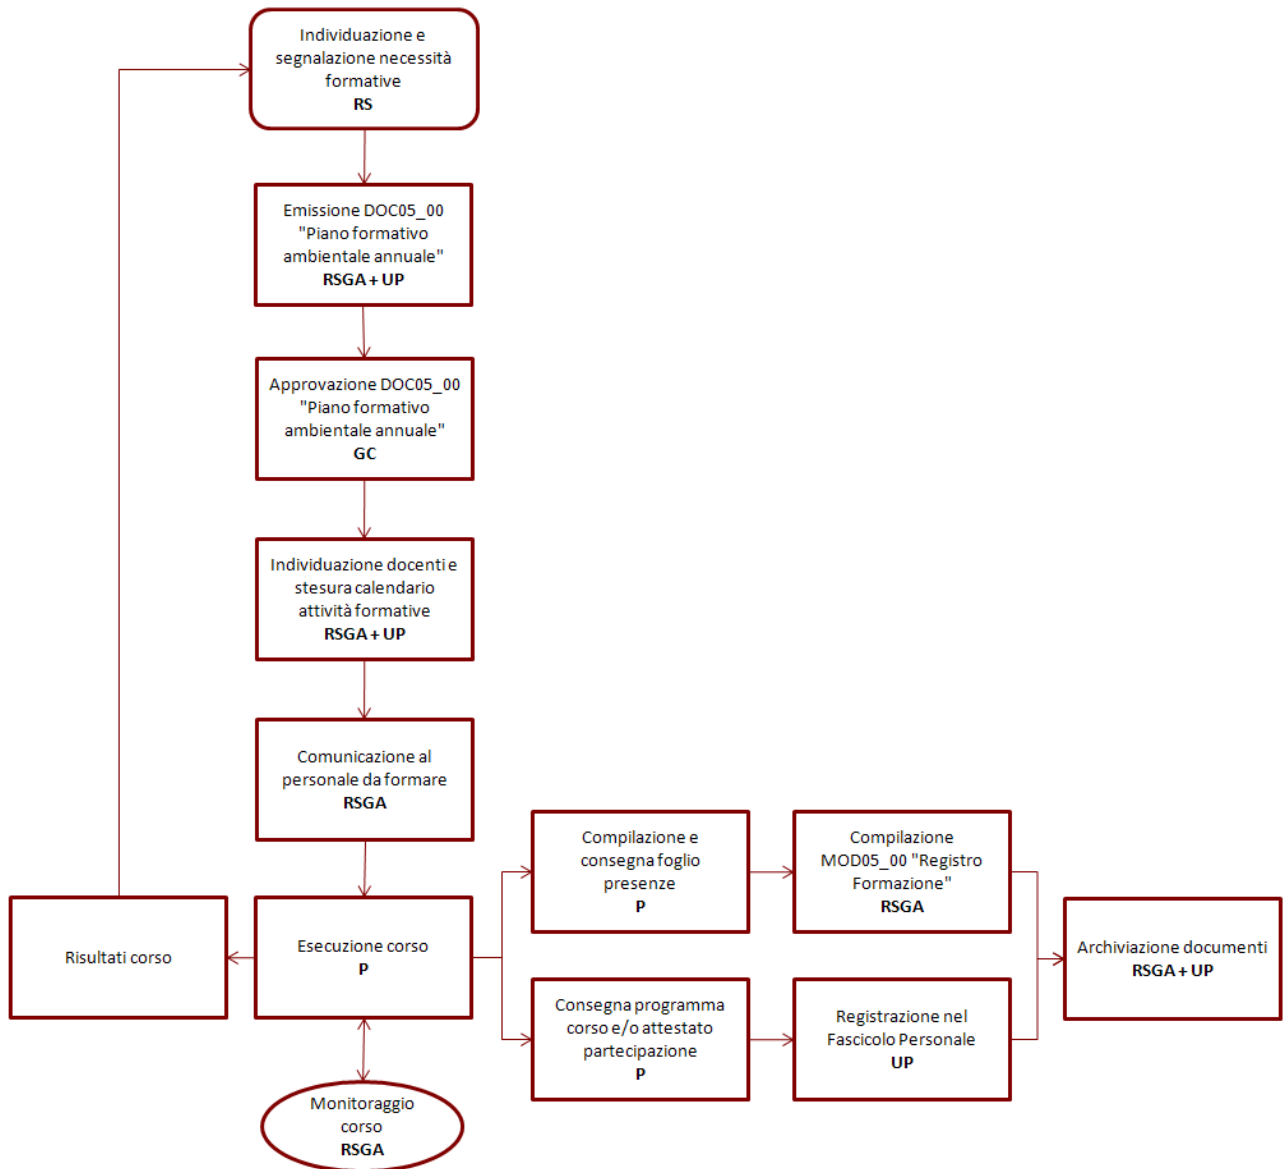 Individuazione e
segnalazione necessità
formative
RS
Emissione DOC05_00
"Piano formativo
ambientale annuale"
RSGA + UP
Approvazione DOC05_00
"Piano formativo
ambientale annuale"
GC
Individuazione docenti e
stesura calendario
attività formative
RSGA + UP
Comunicazione al
personale da formare
RSGA
Risultati corso
Esecuzione corso
P
Monitoraggio
corso
RSGA
Compilazione e
consegna foglio
presenze
P
Compilazione
MOD05_00 "Registro
Formazione"
RSGA
Consegna programma
corso e/o attestato
partecipazione
P
Registrazione nel
Fascicolo Personale
UP
Archiviazione documenti
RSGA + UP